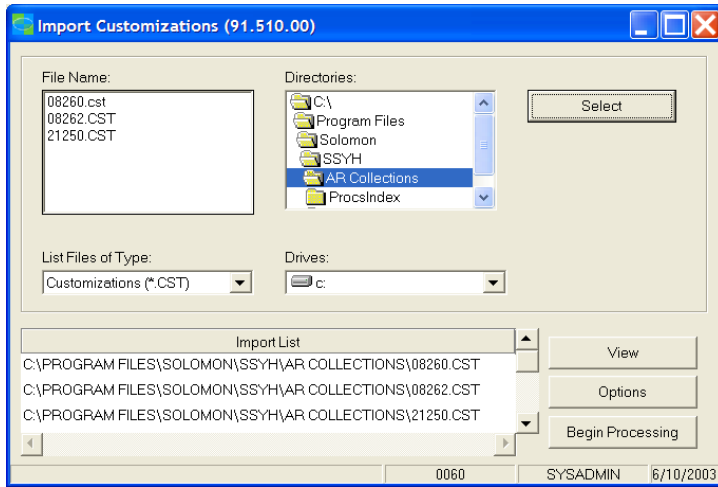 Import Customizations (91.510.00)
File Name:
08260.cst
08262.CST
21250.CST
Directories:
C:\
Program Files
Solomon
SSYH
AR Collections
ProcsIndex
Select
List Files of Type:
Customizations (*.CST)
Drives:
c:
Import List
C:\PROGRAM FILES\SOLOMON\SSYH\AR COLLECTIONS\08260.CST
C:\PROGRAM FILES\SOLOMON\SSYH\AR COLLECTIONS\08262.CST
C:\PROGRAM FILES\SOLOMON\SSYH\AR COLLECTIONS\21250.CST
View
Options
Begin Processing
0060 SYSADMIN 6/10/2003